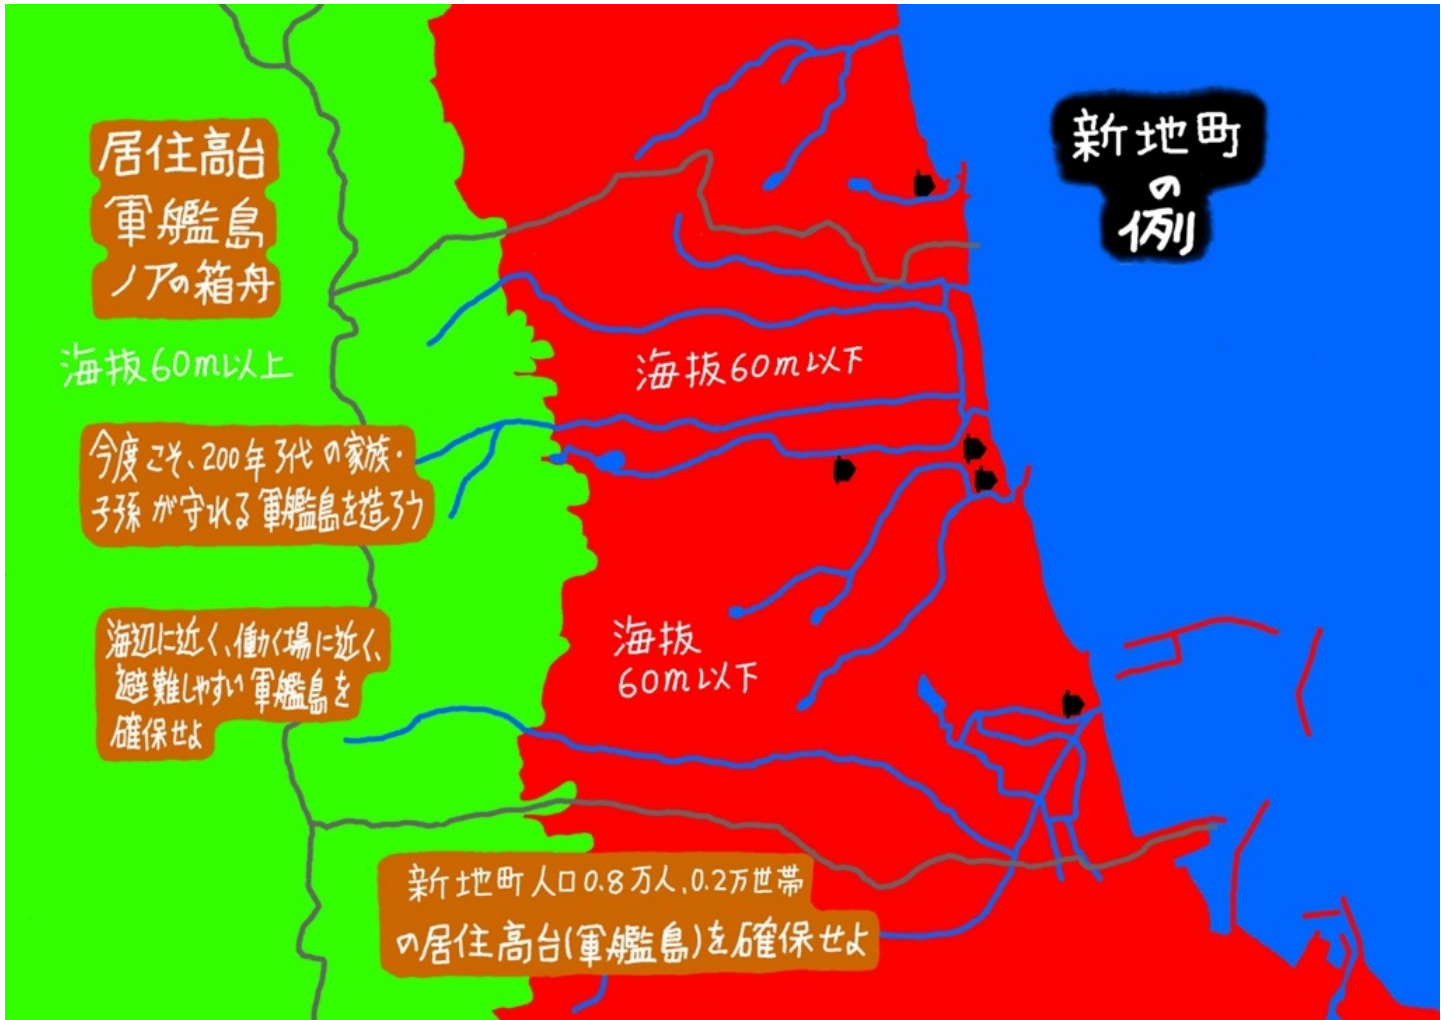 新地町
の
例
居住高台
軍艦島
ノアの箱舟
海抜60m以上
海抜60m以下
今度こそ、200年3代の家族・
子孫が守れる軍艦島を造ろう
海辺に近く、働く場に近く、
避難しやすい軍艦島を
確保せよ
海抜
60m以下
新地町人口0.8万人、0.2万世帯
の居住高台(軍艦島)を確保せよ